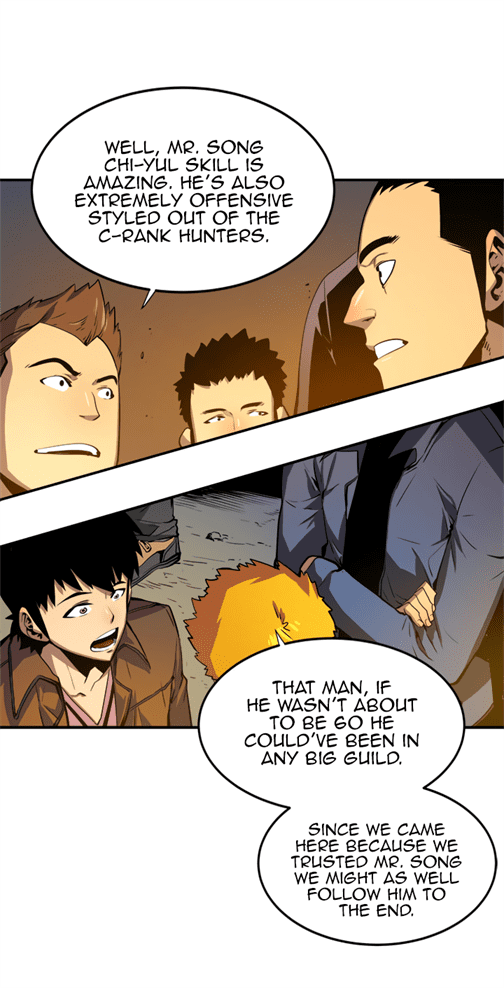 WELL, MR. SONG
CHI-YUL SKILL IS
AMAZING. HE'S ALSO
EXTREMELY OFFENSIVE
STYLED OUT OF THE
C-RANK HUNTERS.
THAT MAN, IF
HE WASN'T ABOUT
TO BE 60 HE
COULD'VE BEEN IN
ANY BIG GUILD.
SINCE WE CAME
HERE BECAUSE WE
TRUSTED MR. SONG
WE MIGHT AS WELL
FOLLOW HIM TO
THE END.